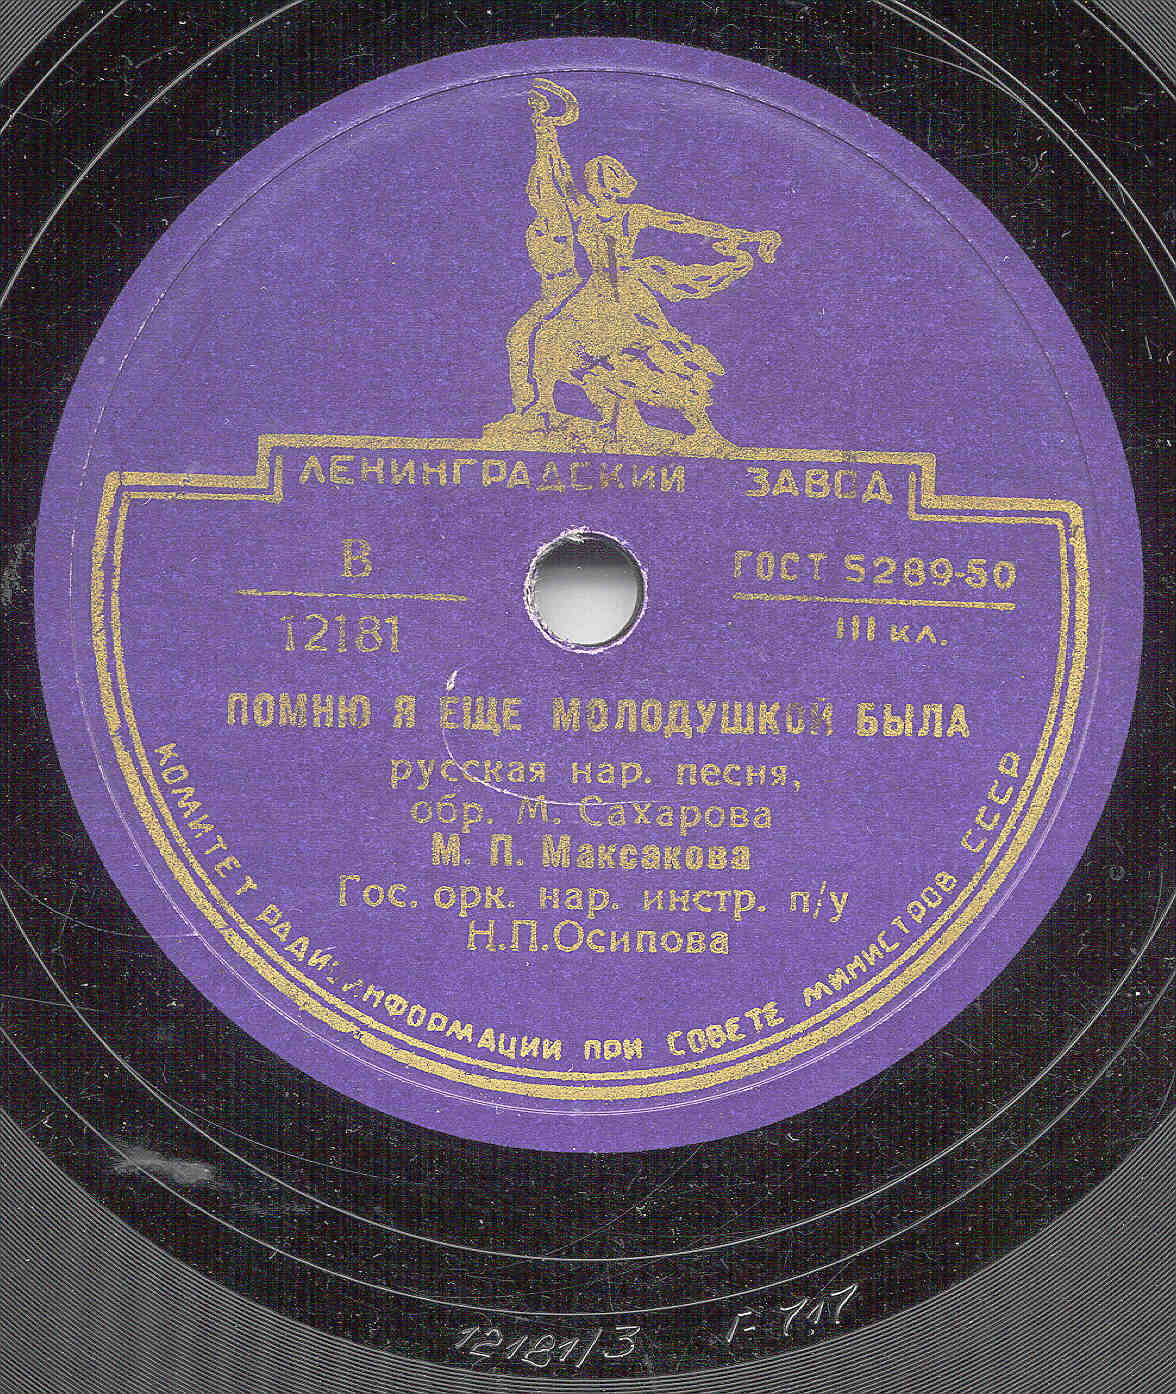 ЛЕНИНГРАДСКИЙ ЗАВОД
В
12181
ГОСТ 5289-50
III кл.
ПОМНЮ Я ЕЩЕ МОЛОДУШКОЙ БЫЛА
русская нар. песня,
обр. М. Сахарова
М. П. Максакова
Гос. орк. нар. инстр. п/у
Н.П.Осипова
КОМИТЕТ РАДИОИНФОРМАЦИИ ПРИ СОВЕТЕ МИНИСТРОВ СССР
12181/3